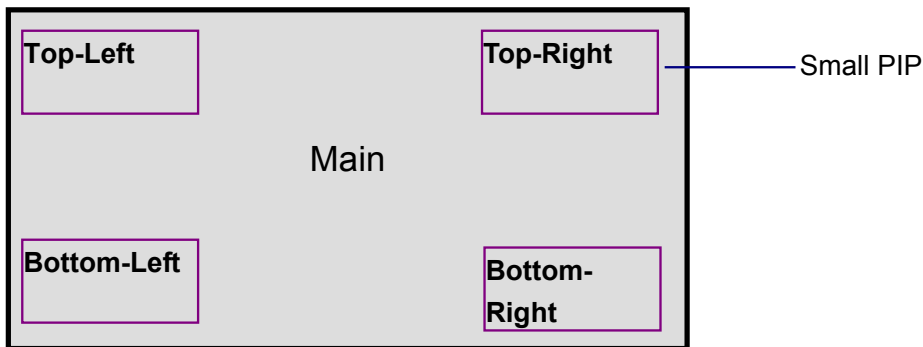 Top-Left
Top-Right
Small PIP
Main
Bottom-Left
Bottom-
Right